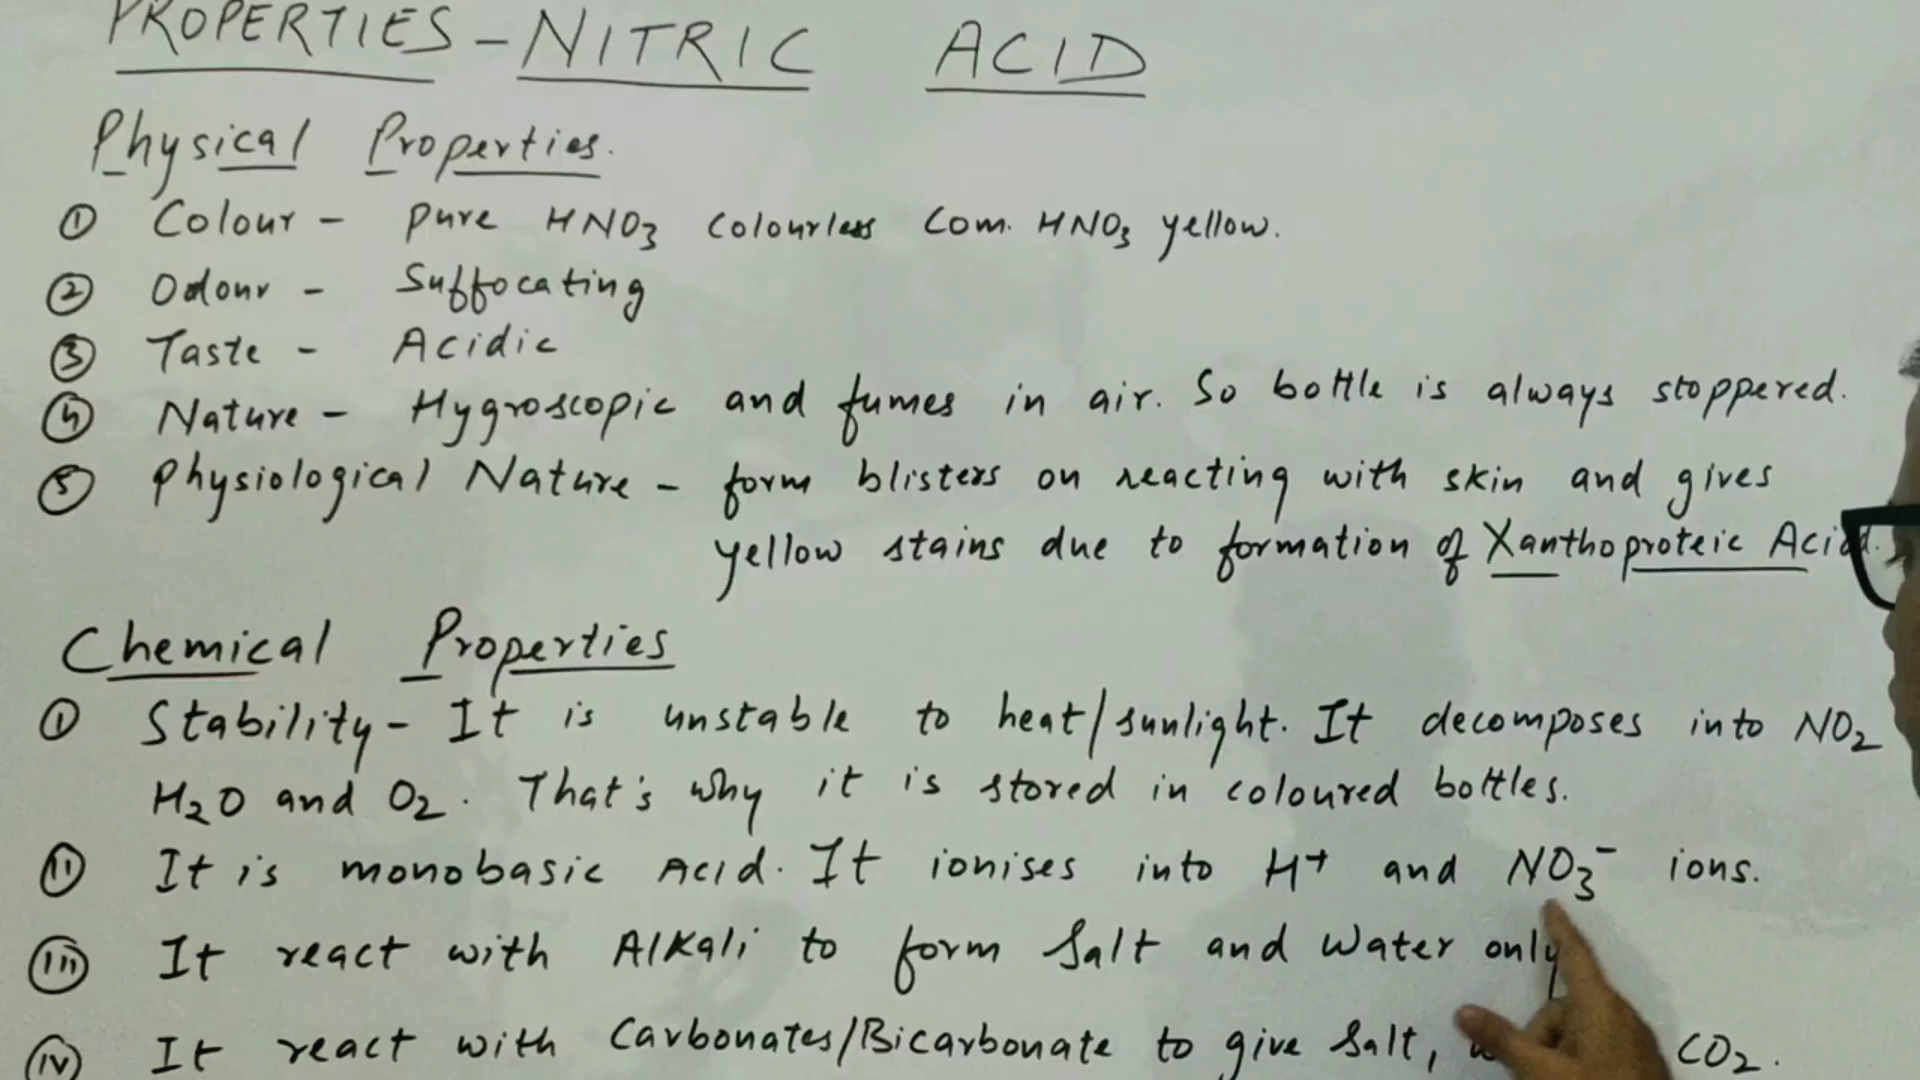 PROPERTIES - NITRIC ACID
Physical Properties.
① Colour - pure HNO₃ colourless Com. HNO₃ yellow.
② Odour - Suffocating
③ Taste - Acidic
④ Nature - Hygroscopic and fumes in air. So bottle is always stoppered.
⑤ Physiological Nature - form blisters on reacting with skin and gives
yellow stains due to formation of Xanthoproteic Acid.
Chemical Properties
① Stability - It is unstable to heat/sunlight. It decomposes into NO₂
H₂O and O₂. That's why it is stored in coloured bottles.
(ii) It is monobasic Acid. It ionises into H⁺ and NO₃⁻ ions.
(iii) It react with Alkali to form Salt and Water only
(iv) It react with Carbonates/Bicarbonate to give Salt, CO₂.